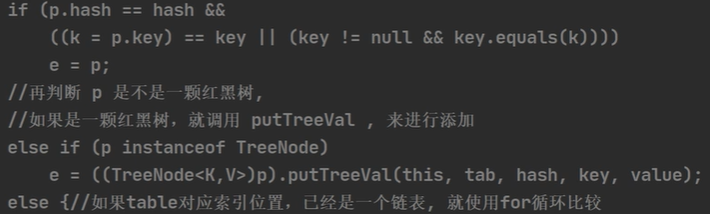 if (p.hash == hash &&
((k = p.key) == key || (key != null && key.equals(k))))
e = p;
//再判断 p 是不是一颗红黑树,
//如果是一颗红黑树，就调用 putTreeVal , 来进行添加
else if (p instanceof TreeNode)
e = ((TreeNode<K,V>)p).putTreeVal(this, tab, hash, key, value);
else {//如果table对应索引位置，已经是一个链表, 就使用for循环比较